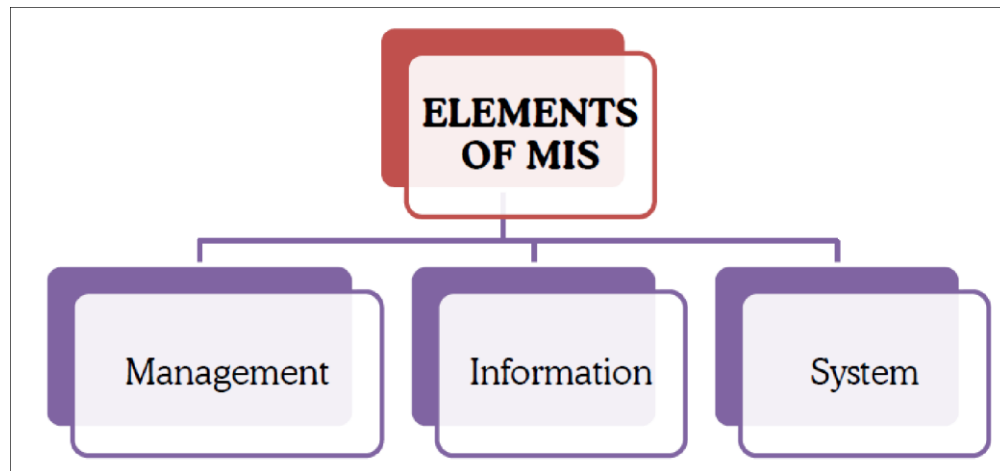 ELEMENTS
OF MIS
Management
Information
System